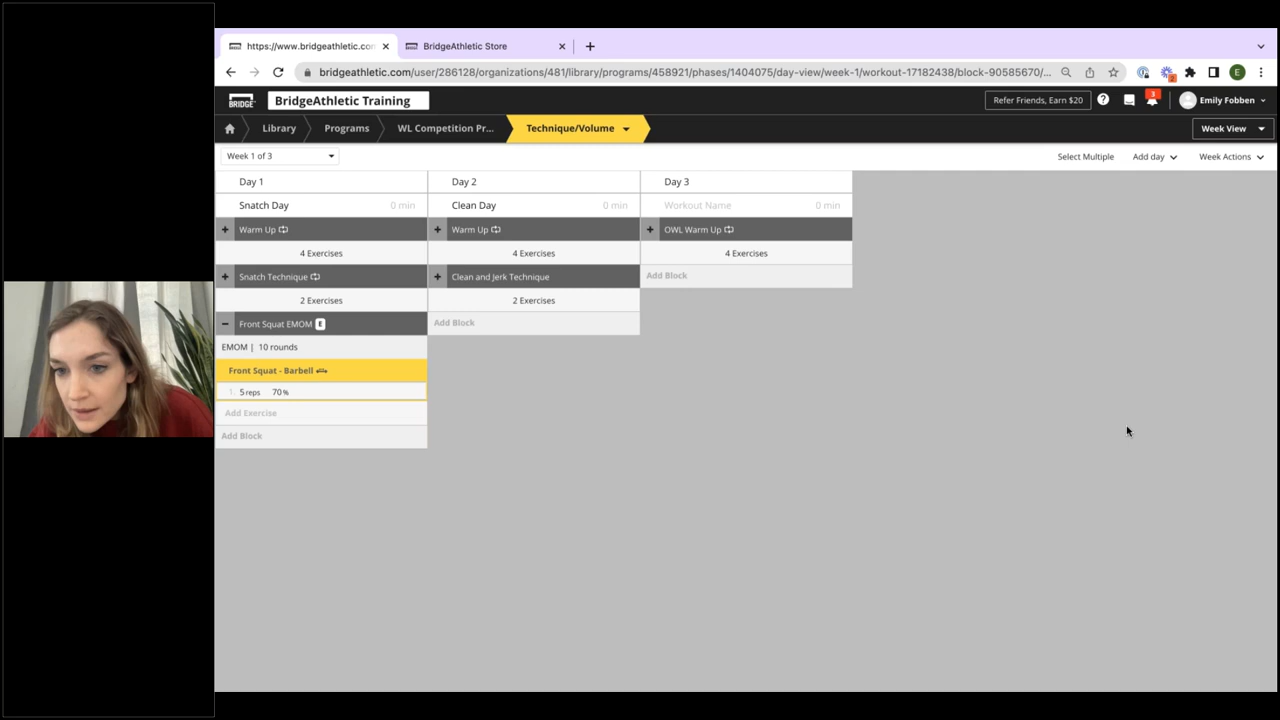 https://www.bridgeathletic.con
BridgeAthletic Store
bridgeathletic.com/user/286128/organizations/481/library/programs/458921/phases/1404075/day-view/week-1/workout-17182438/block-90585670/...
E
BRIDGE
BridgeAthletic Training
Refer Friends, Earn $20
3
Emily Fobben
Library
Programs
WL Competition Pr...
Technique/Volume
Week View
Week 1 of 3
Select Multiple
Add day
Week Actions
Day 1
Day 2
Day 3
Snatch Day 0 min
Clean Day 0 min
Workout Name 0 min
+ Warm Up
+ Warm Up
+ OWL Warm Up
4 Exercises
4 Exercises
4 Exercises
+ Snatch Technique
+ Clean and Jerk Technique
Add Block
2 Exercises
2 Exercises
− Front Squat EMOM E
Add Block
EMOM | 10 rounds
Front Squat - Barbell
1. 5 reps 70%
Add Exercise
Add Block